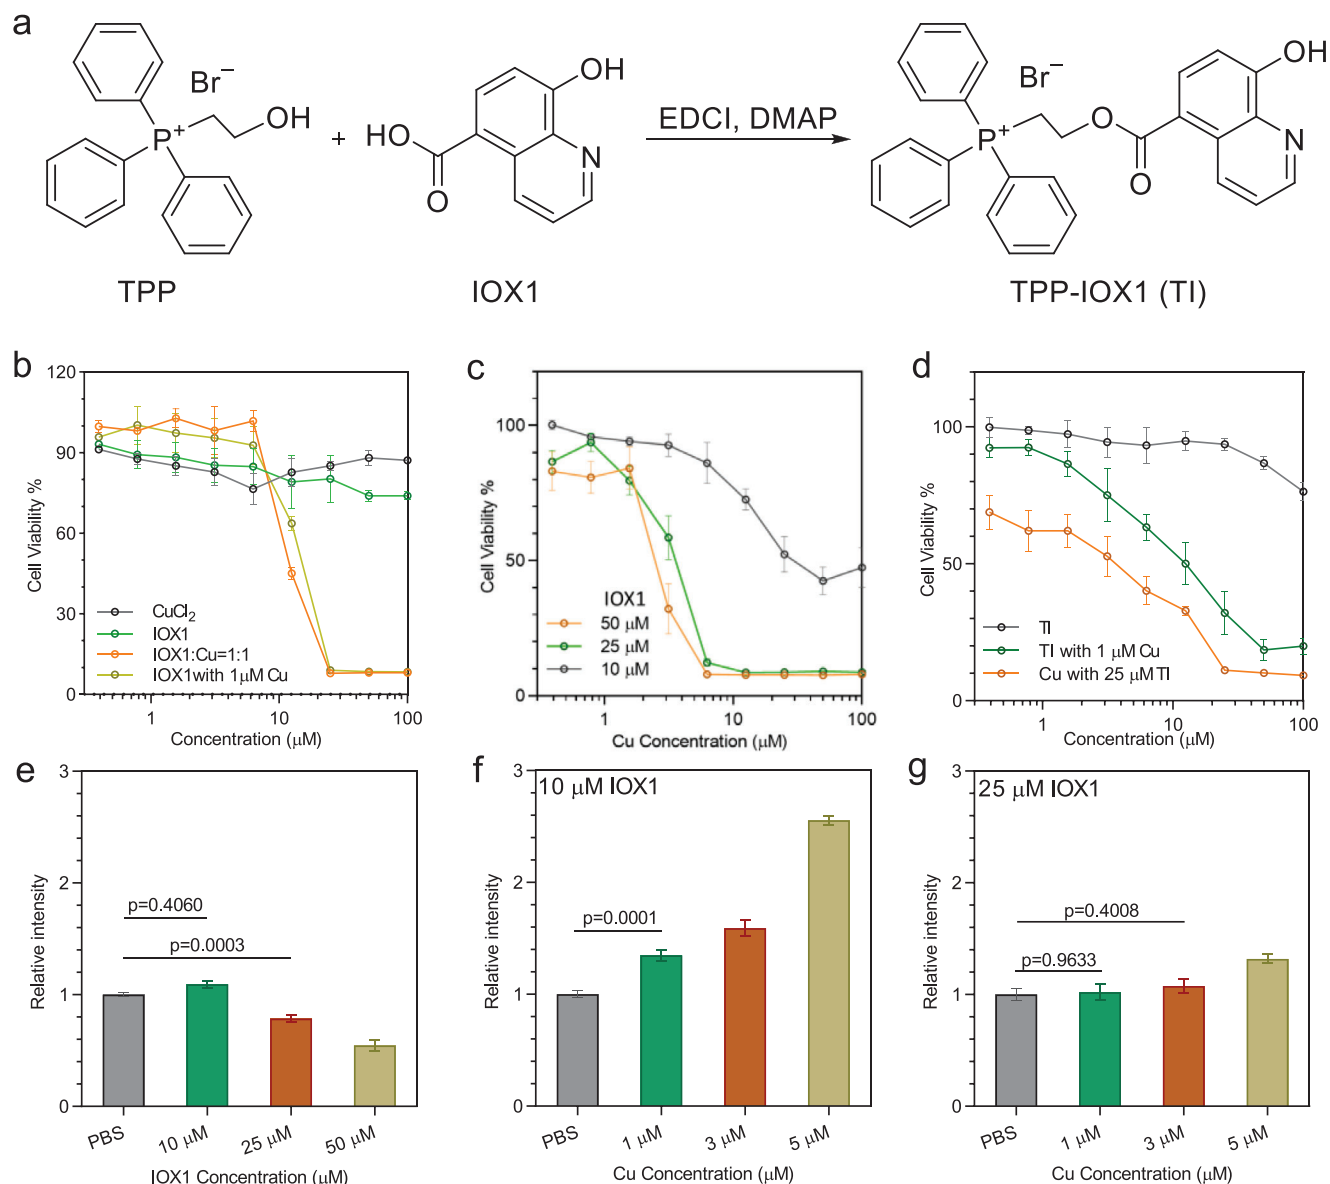 a
Br⁻
OH
P⁺
+
HO
O
OH
N
EDCI, DMAP
Br⁻
OH
P⁺
O
O
N
TPP
IOX1
TPP-IOX1 (TI)
b
120
90
60
30
0
Cell Viability %
CuCl₂
IOX1
IOX1:Cu=1:1
IOX1with 1μM Cu
1
10
100
Concentration (μM)
c
100
50
0
Cell Viability %
IOX1
50 μM
25 μM
10 μM
1
10
100
Cu Concentration (μM)
d
100
50
0
Cell Viability %
TI
TI with 1 μM Cu
Cu with 25 μM TI
1
10
100
Concentration (μM)
e
3
2
1
0
Relative intensity
p=0.4060
p=0.0003
PBS
10 μM
25 μM
50 μM
IOX1 Concentration (μM)
f
10 μM IOX1
3
2
1
0
Relative intensity
p=0.0001
PBS
1 μM
3 μM
5 μM
Cu Concentration (μM)
g
25 μM IOX1
3
2
1
0
Relative intensity
p=0.4008
p=0.9633
PBS
1 μM
3 μM
5 μM
Cu Concentration (μM)